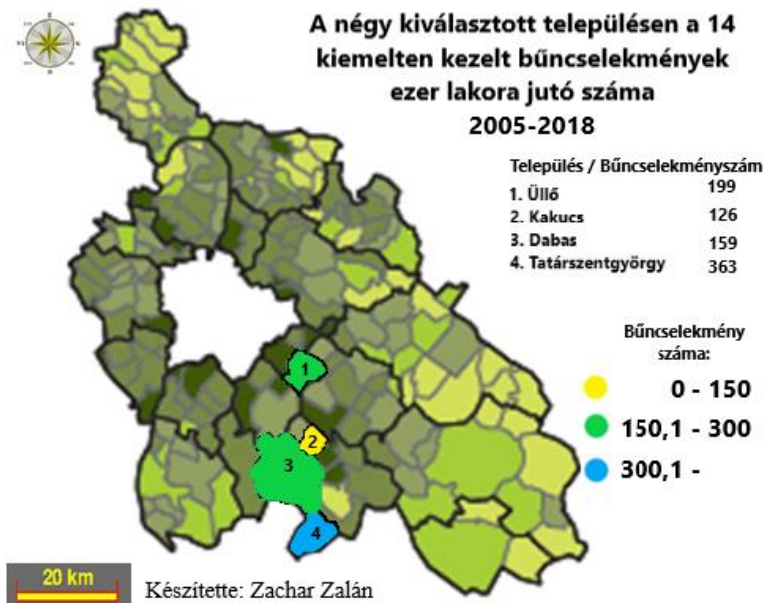 A négy kiválasztott településen a 14
kiemelten kezelt bűncselekmények
ezer lakora jutó száma
2005-2018
Település / Bűncselekményszám
1. Üllő 199
2. Kakucs 126
3. Dabas 159
4. Tatárszentgyörgy 363
Bűncselekmény
száma:
0 - 150
150,1 - 300
300,1 -
1
2
3
4
20 km
Készítette: Zachar Zalán